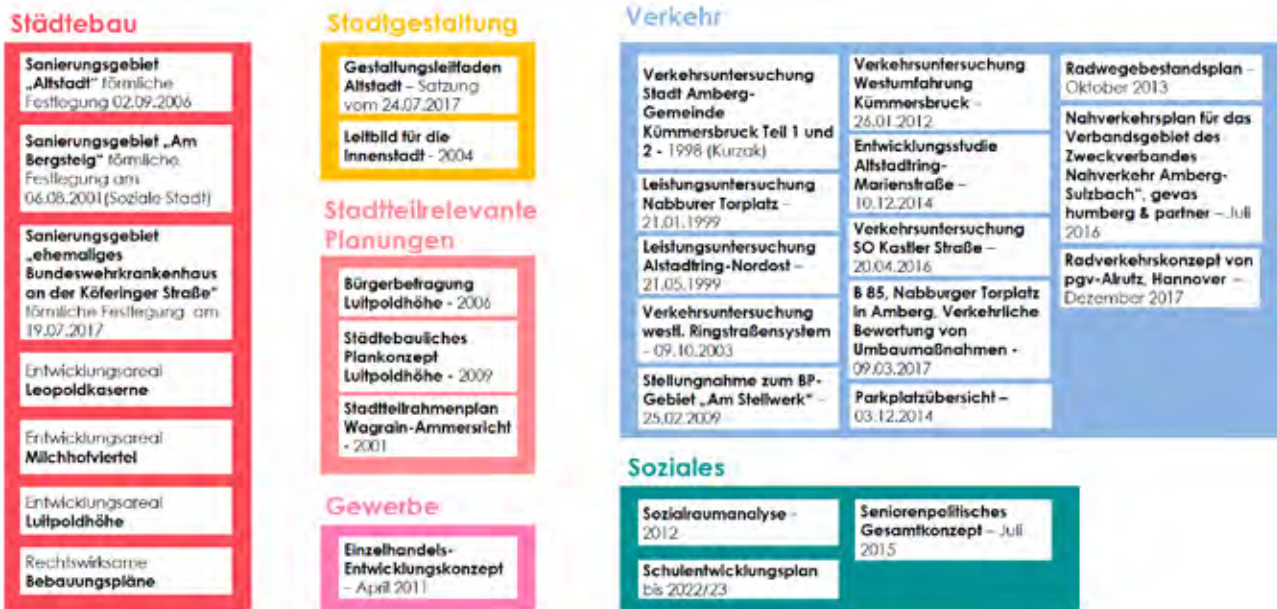 Städtebau
Sanierungsgebiet
„Altstadt“ förmliche
Festlegung 02.09.2006
Sanierungsgebiet „Am
Bergsteig“ förmliche
Festlegung am
06.08.2001(Soziale Stadt)
Sanierungsgebiet
„ehemaliges
Bundeswehrkrankenhaus
an der Köferinger Straße“
förmliche Festlegung am
19.07.2017
Entwicklungsareal
Leopoldkaserne
Entwicklungsareal
Milchhofviertel
Entwicklungsareal
Luitpoldhöhe
Rechtswirksame
Bebauungspläne
Stadtgestaltung
Gestaltungsleitfaden
Altstadt – Satzung
vom 24.07.2017
Leitbild für die
Innenstadt - 2004
Stadtteilrelevante
Planungen
Bürgerbefragung
Luitpoldhöhe - 2006
Städtebauliches
Plankonzept
Luitpoldhöhe - 2009
Stadtteilrahmenplan
Wagrain-Ammersricht
- 2001
Gewerbe
Einzelhandels-
Entwicklungskonzept
– April 2011
Verkehr
Verkehrsuntersuchung
Stadt Amberg-
Gemeinde
Kümmersbruck Teil 1 und
2 - 1998 (Kurzak)
Leistungsuntersuchung
Nabburer Torplatz -
21.01.1999
Leistungsuntersuchung
Alstadtring-Nordost –
21.05.1999
Verkehrsuntersuchung
westl. Ringstraßensystem
– 09.10.2003
Stellungnahme zum BP-
Gebiet „Am Stellwerk“ –
25.02.2009
Verkehrsuntersuchung
Westumfahrung
Kümmersbruck –
26.01.2012
Entwicklungsstudie
Altstadtring-
Marienstraße –
10.12.2014
Verkehrsuntersuchung
SO Kastler Straße –
20.04.2016
B 85, Nabburger Torplatz
in Amberg, Verkehrliche
Bewertung von
Umbaumaßnahmen -
09.03.2017
Parkplatzübersicht –
03.12.2014
Radwegebestandsplan –
Oktober 2013
Nahverkehrsplan für das
Verbandsgebiet des
Zweckverbandes
Nahverkehr Amberg-
Sulzbach“, gevas
humberg & partner – Juli
2016
Radverkehrskonzept von
pgv-Alrutz, Hannover –
Dezember 2017
Soziales
Sozialraumanalyse -
2012
Schulentwicklungsplan
bis 2022/23
Seniorenpolitisches
Gesamtkonzept – Juli
2015